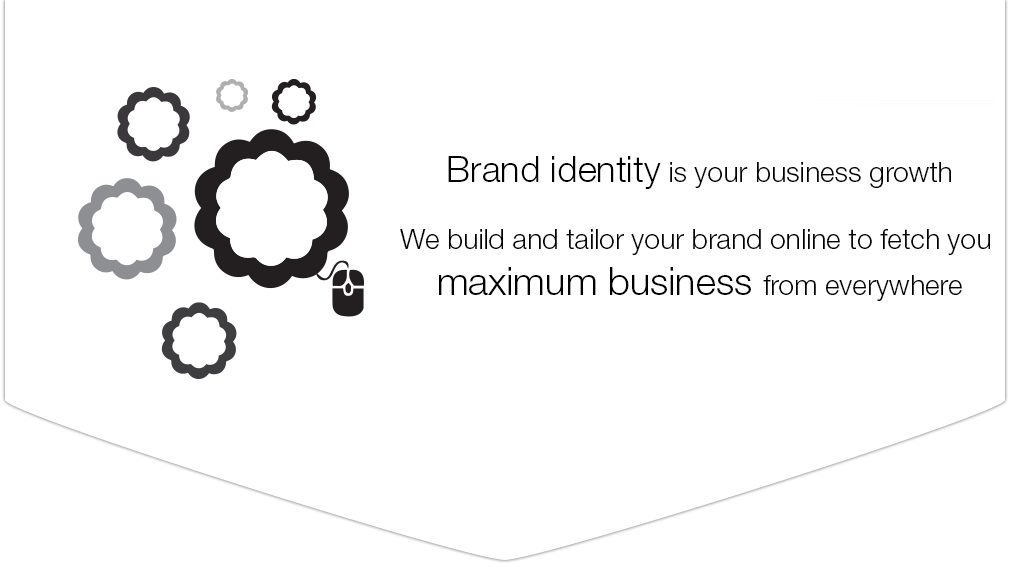 Brand identity is your business growth
We build and tailor your brand online to fetch you
maximum business from everywhere